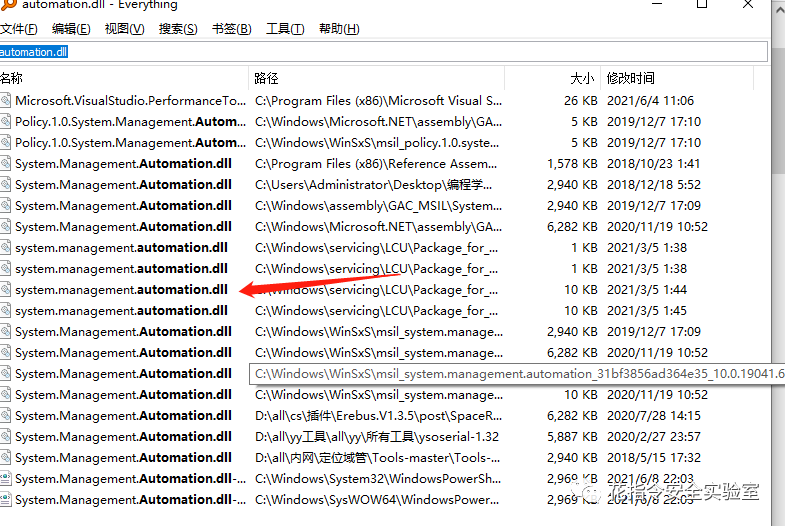 automation.dll - Everything
文件(F) 编辑(E) 视图(V) 搜索(S) 书签(B) 工具(T) 帮助(H)
automation.dll
名称 路径 大小 修改时间
Microsoft.VisualStudio.PerformanceTo... C:\Program Files (x86)\Microsoft Visual S... 26 KB 2021/6/4 11:06
Policy.1.0.System.Management.Autom... C:\Windows\Microsoft.NET\assembly\GA... 5 KB 2019/12/7 17:10
Policy.1.0.System.Management.Autom... C:\Windows\WinSxS\msil_policy.1.0.syste... 5 KB 2019/12/7 17:10
System.Management.Automation.dll C:\Program Files (x86)\Reference Assem... 1,578 KB 2018/10/23 1:41
System.Management.Automation.dll C:\Users\Administrator\Desktop\编程学... 2,940 KB 2018/12/18 5:52
System.Management.Automation.dll C:\Windows\assembly\GAC_MSIL\System... 2,940 KB 2019/12/7 17:09
System.Management.Automation.dll C:\Windows\Microsoft.NET\assembly\GA... 6,282 KB 2020/11/19 10:52
system.management.automation.dll C:\Windows\servicing\LCU\Package_for_... 1 KB 2021/3/5 1:38
system.management.automation.dll C:\Windows\servicing\LCU\Package_for_... 1 KB 2021/3/5 1:38
system.management.automation.dll C:\Windows\servicing\LCU\Package_for_... 10 KB 2021/3/5 1:44
system.management.automation.dll C:\Windows\servicing\LCU\Package_for_... 10 KB 2021/3/5 1:45
System.Management.Automation.dll C:\Windows\WinSxS\msil_system.manage... 2,940 KB 2019/12/7 17:09
System.Management.Automation.dll C:\Windows\WinSxS\msil_system.manage... 6,282 KB 2020/11/19 10:52
System.Management.Automation.dll C:\Windows\WinSxS\msil_system.management.automation_31bf3856ad364e35_10.0.19041.6
System.Management.Automation.dll C:\Windows\WinSxS\msil_system.manage... 10 KB 2020/11/19 10:52
System.Management.Automation.dll D:\all\cs\插件\Erebus.V1.3.5\post\SpaceR... 6,282 KB 2020/7/28 14:15
System.Management.Automation.dll D:\all\yy工具\all\yy\所有工具\ysoserial-1.32 5,887 KB 2020/2/27 23:57
System.Management.Automation.dll D:\all\内网\定位域管\Tools-master\Tools-... 2,940 KB 2018/5/15 17:32
System.Management.Automation.dll-... C:\Windows\System32\WindowsPowerSh... 2,969 KB 2021/6/8 22:03
System.Management.Automation.dll-... C:\Windows\SysWOW64\WindowsPower... 2,969 KB 2021/6/8 22:03
花指令安全实验室